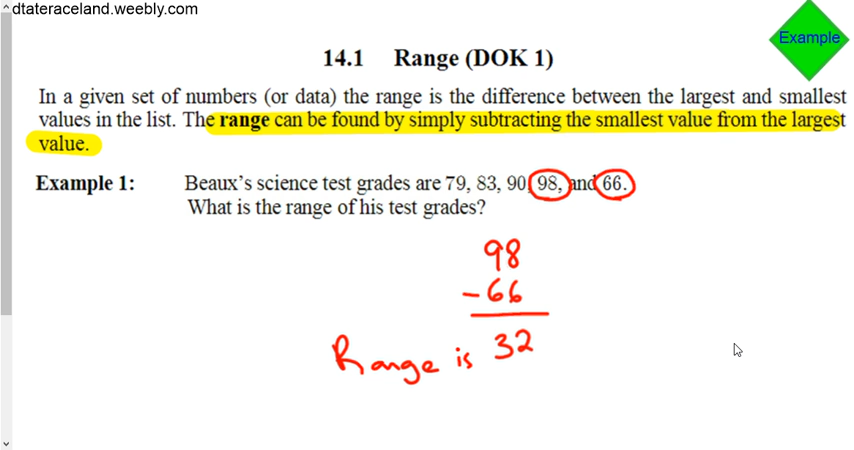 dtateraceland.weebly.com
Example
14.1 Range (DOK 1)
In a given set of numbers (or data) the range is the difference between the largest and smallest
values in the list. The range can be found by simply subtracting the smallest value from the largest
value.
Example 1: Beaux's science test grades are 79, 83, 90, 98, and 66.
What is the range of his test grades?
98
-66
Range is 32